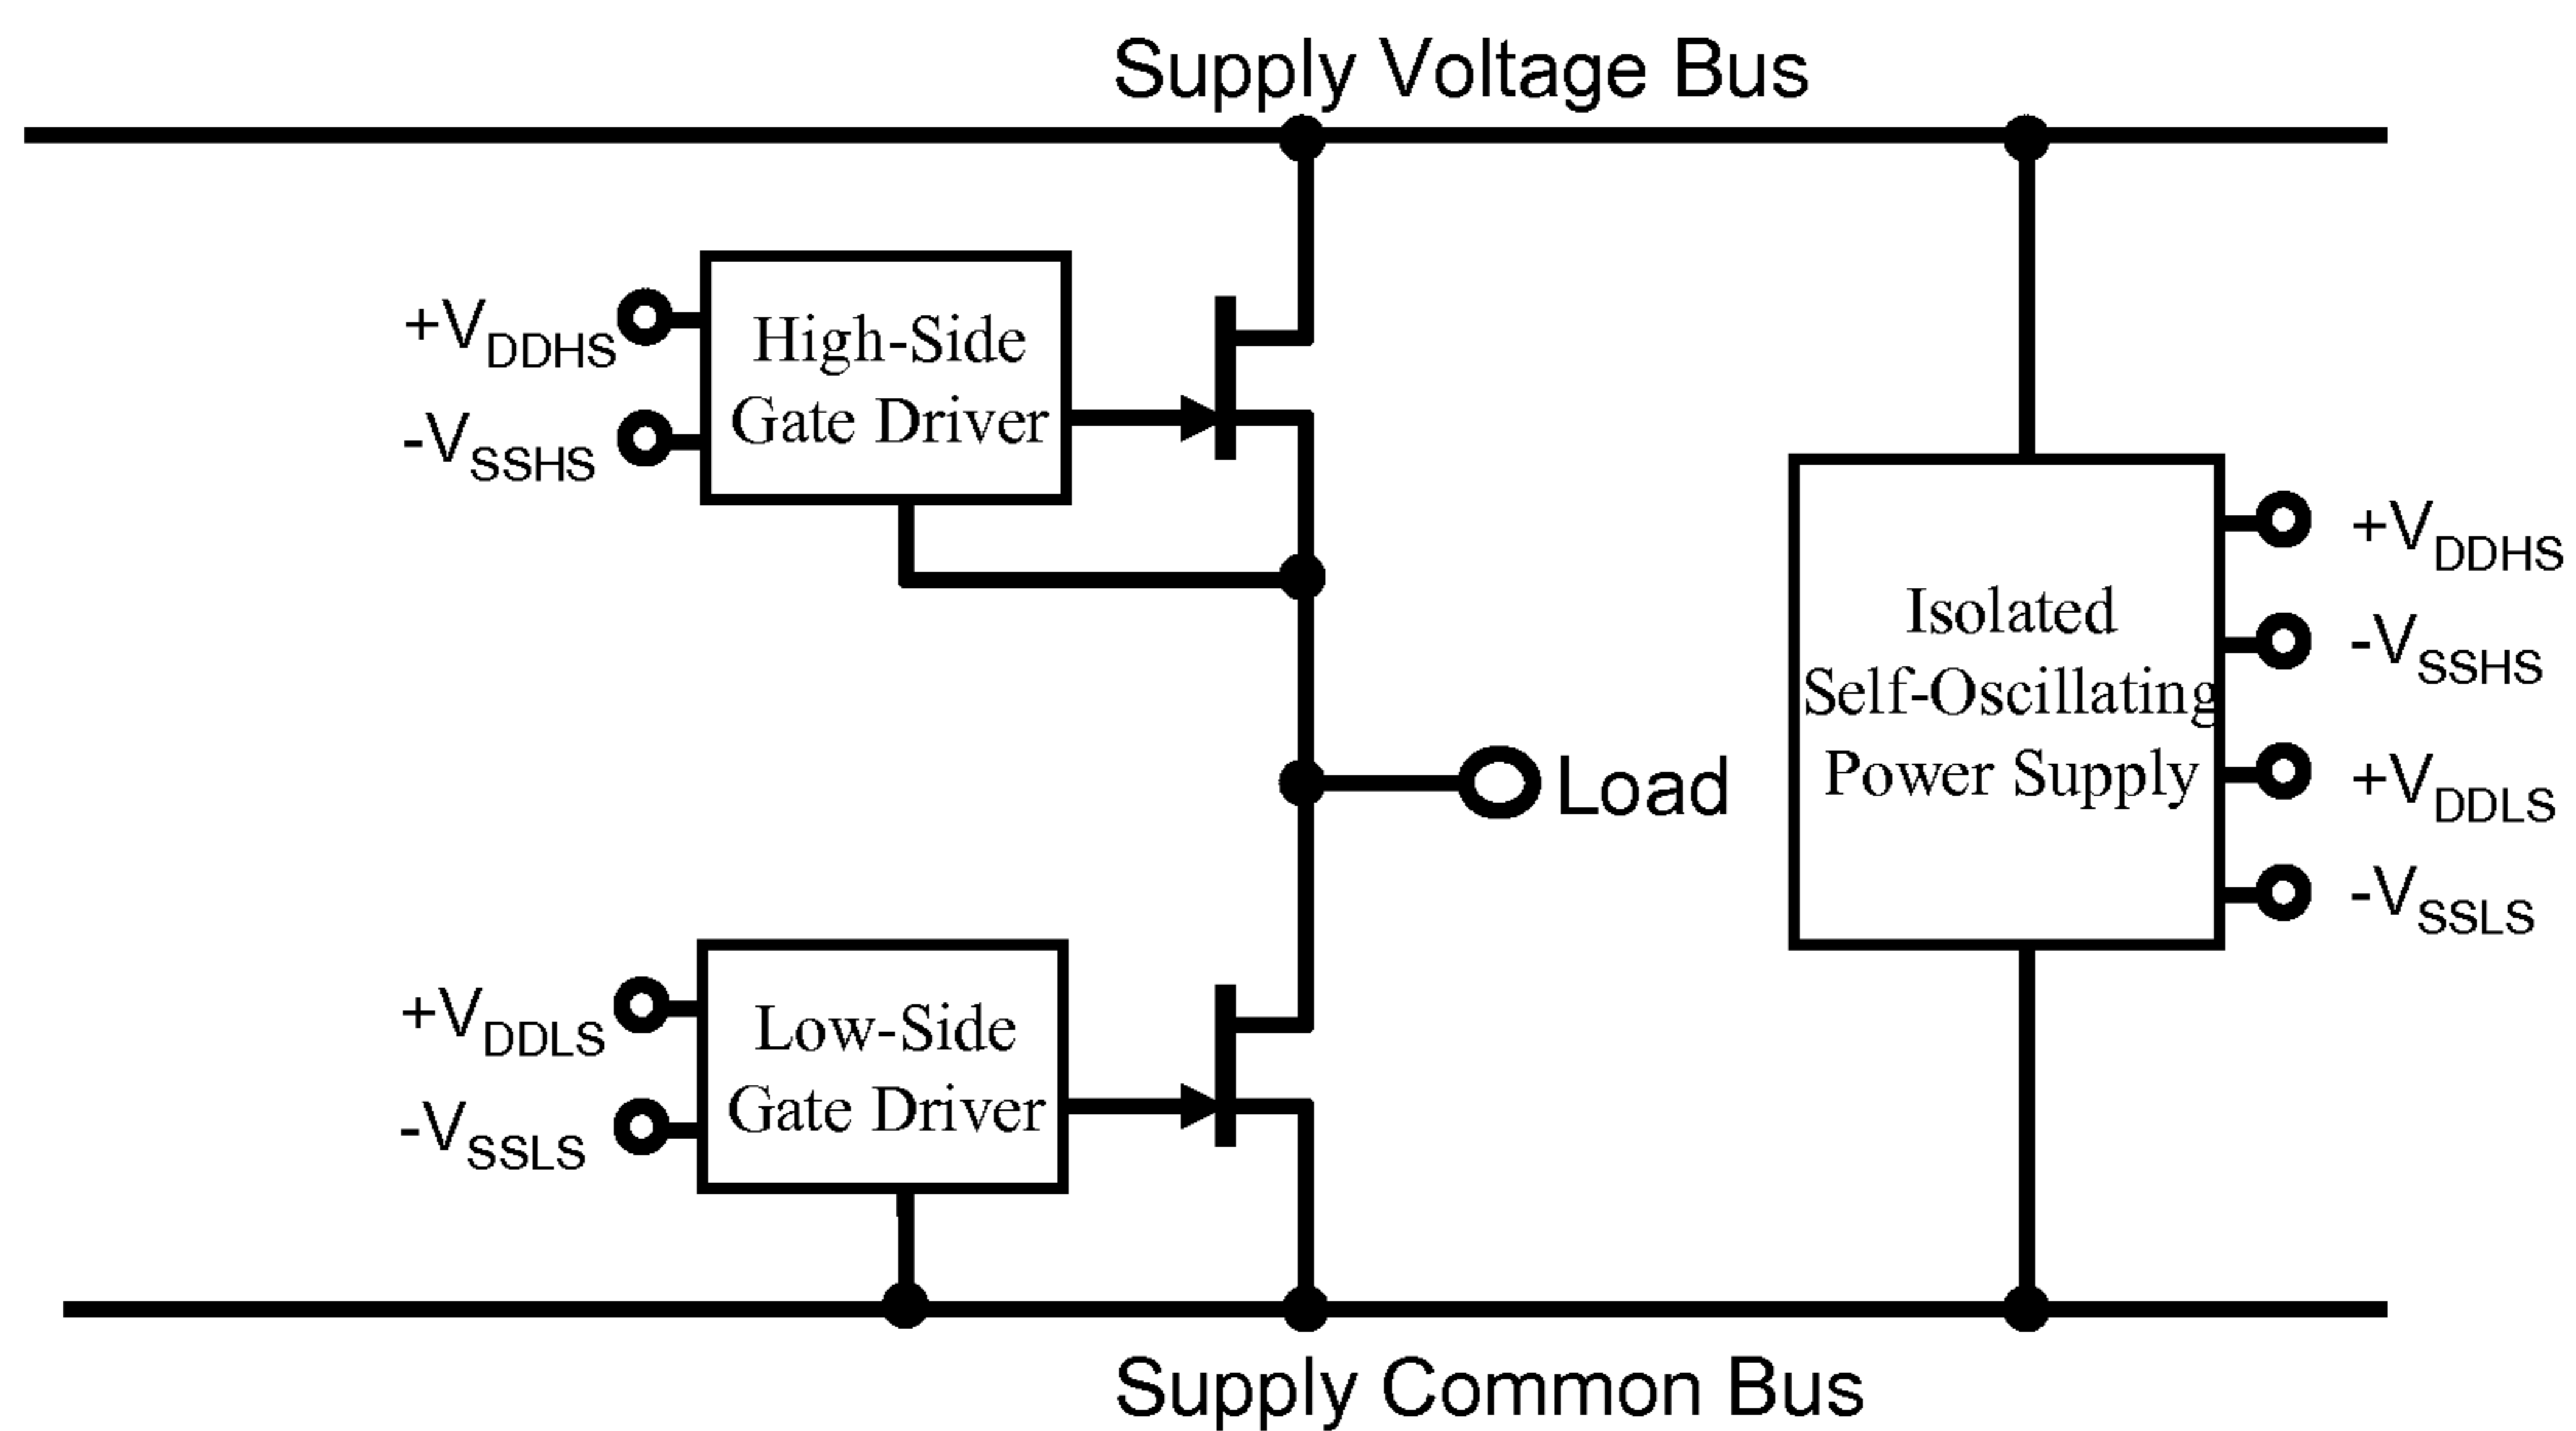 Supply Voltage Bus
+VDDHS
-VSSHS
High-Side
Gate Driver
+VDDHS
-VSSHS
+VDDLS
-VSSLS
Isolated
Self-Oscillating
Power Supply
Load
+VDDLS
-VSSLS
Low-Side
Gate Driver
Supply Common Bus